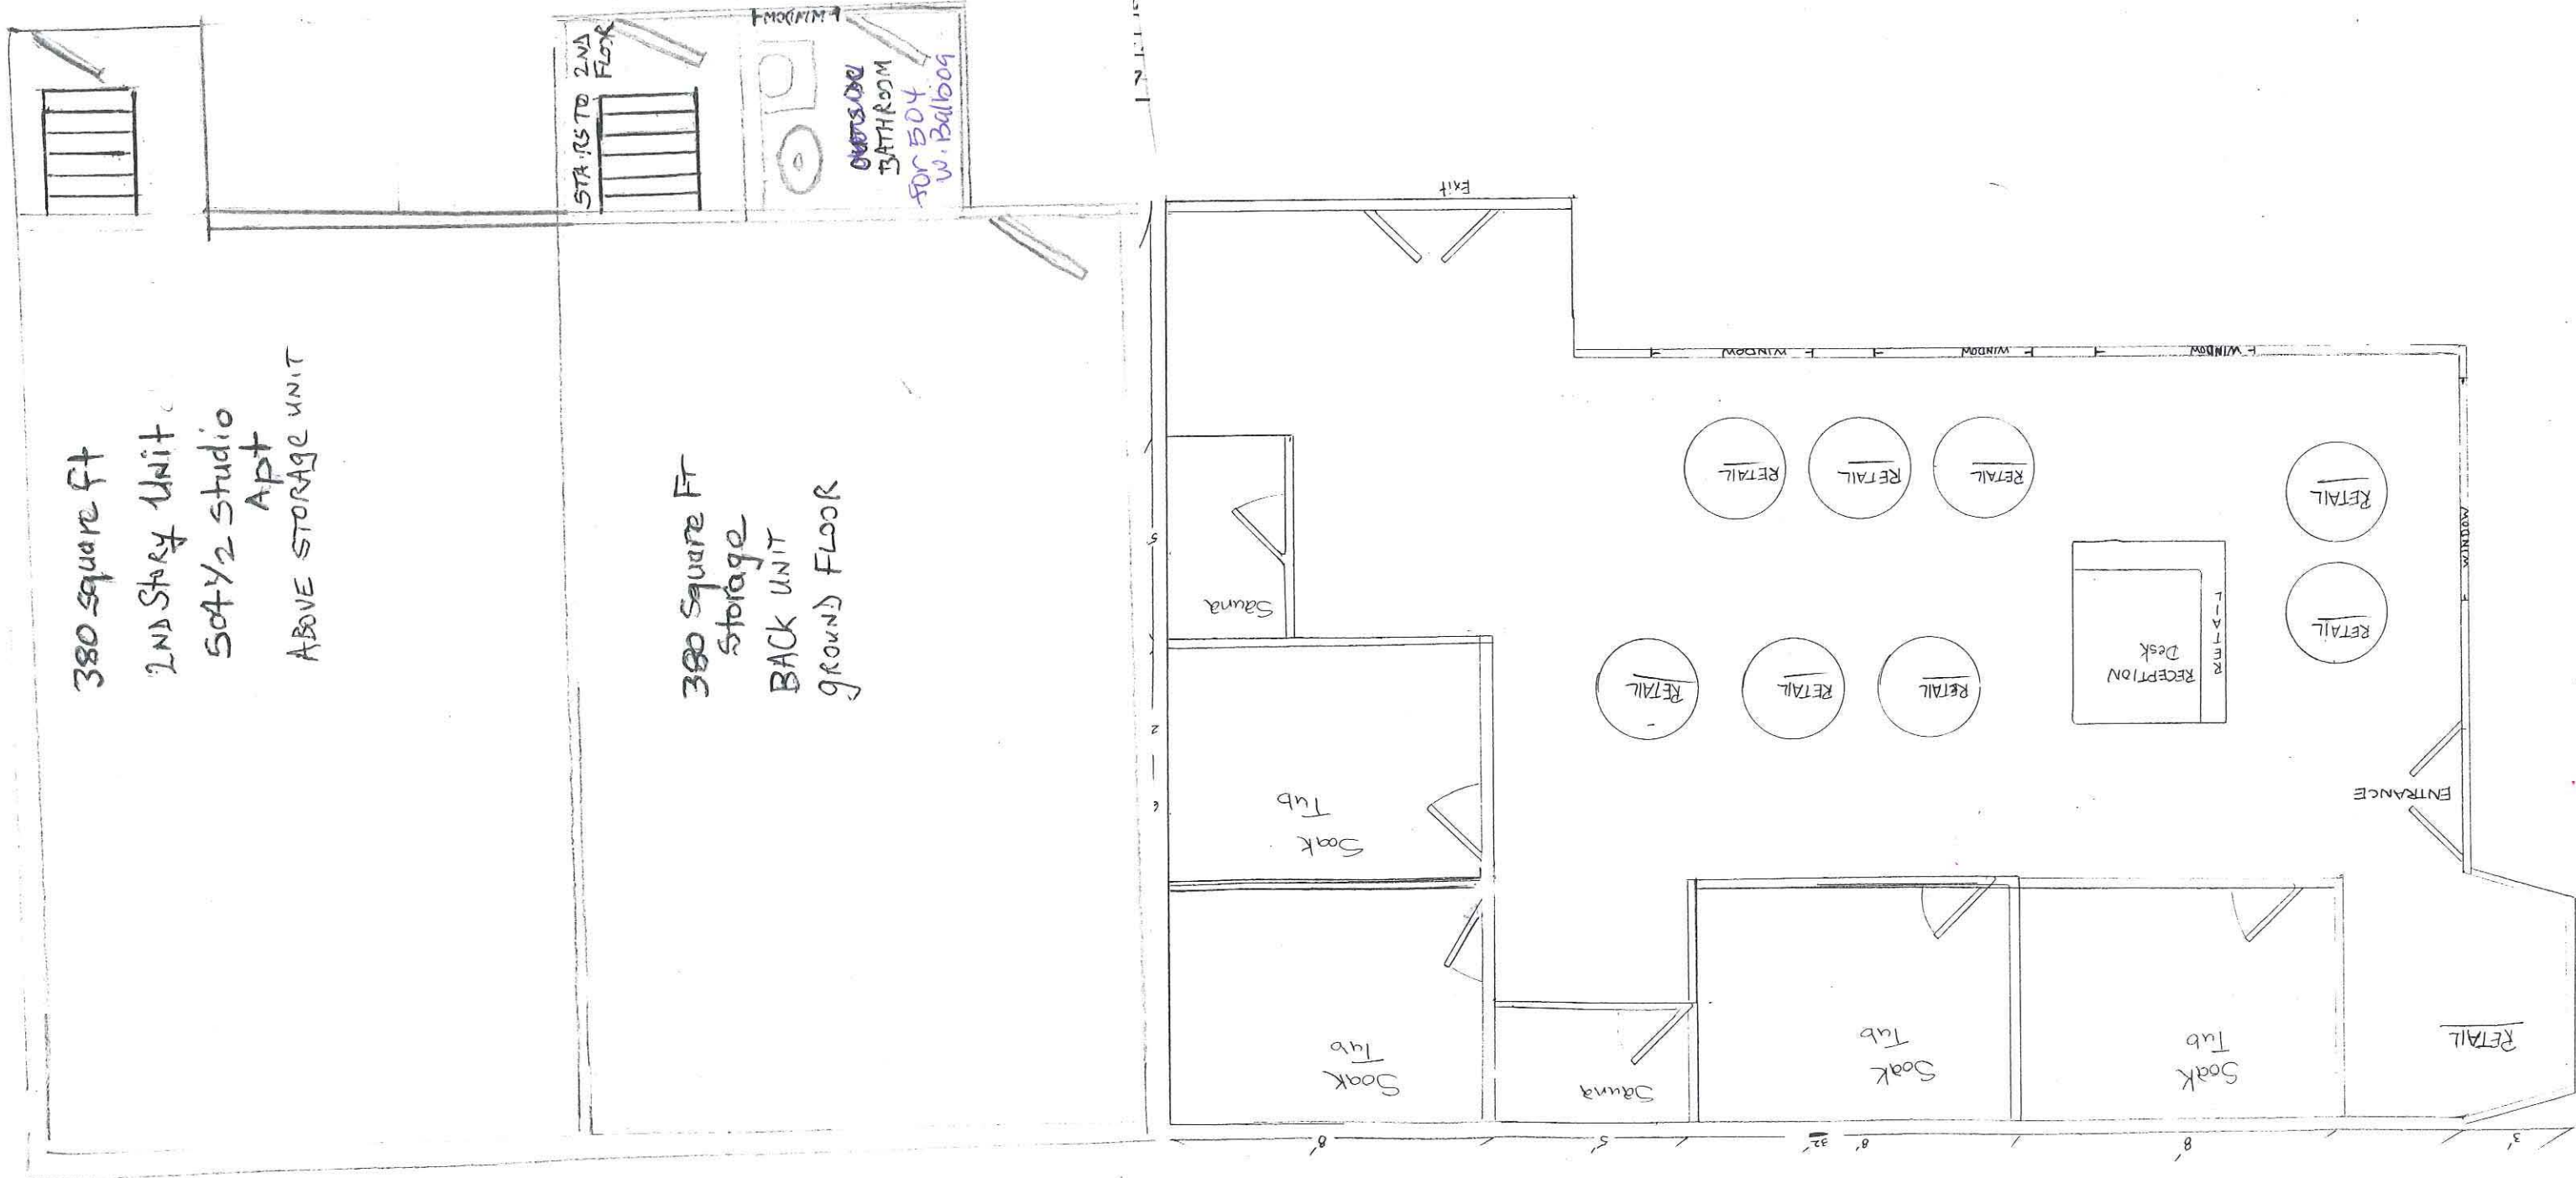 380 square ft
2ND Story Unit
504 1/2 Studio
Apt
ABOVE STORAGE UNIT
STAIRS TO 2ND
FLOOR
WINDOW
BATHROOM
for 504
W. Balboa
380 Square FT
Storage
BACK UNIT
GROUND FLOOR
Exit
WINDOW
WINDOW
WINDOW
WINDOW
Sauna
Soak
Tub
Soak
Tub
Sauna
Soak
Tub
Soak
Tub
RETAIL
RETAIL
RETAIL
RETAIL
RETAIL
RETAIL
RETAIL
RETAIL
RETAIL
RECEPTION
Desk
RETAIL
ENTRANCE
8'
5'
32'
8'
8'
3'